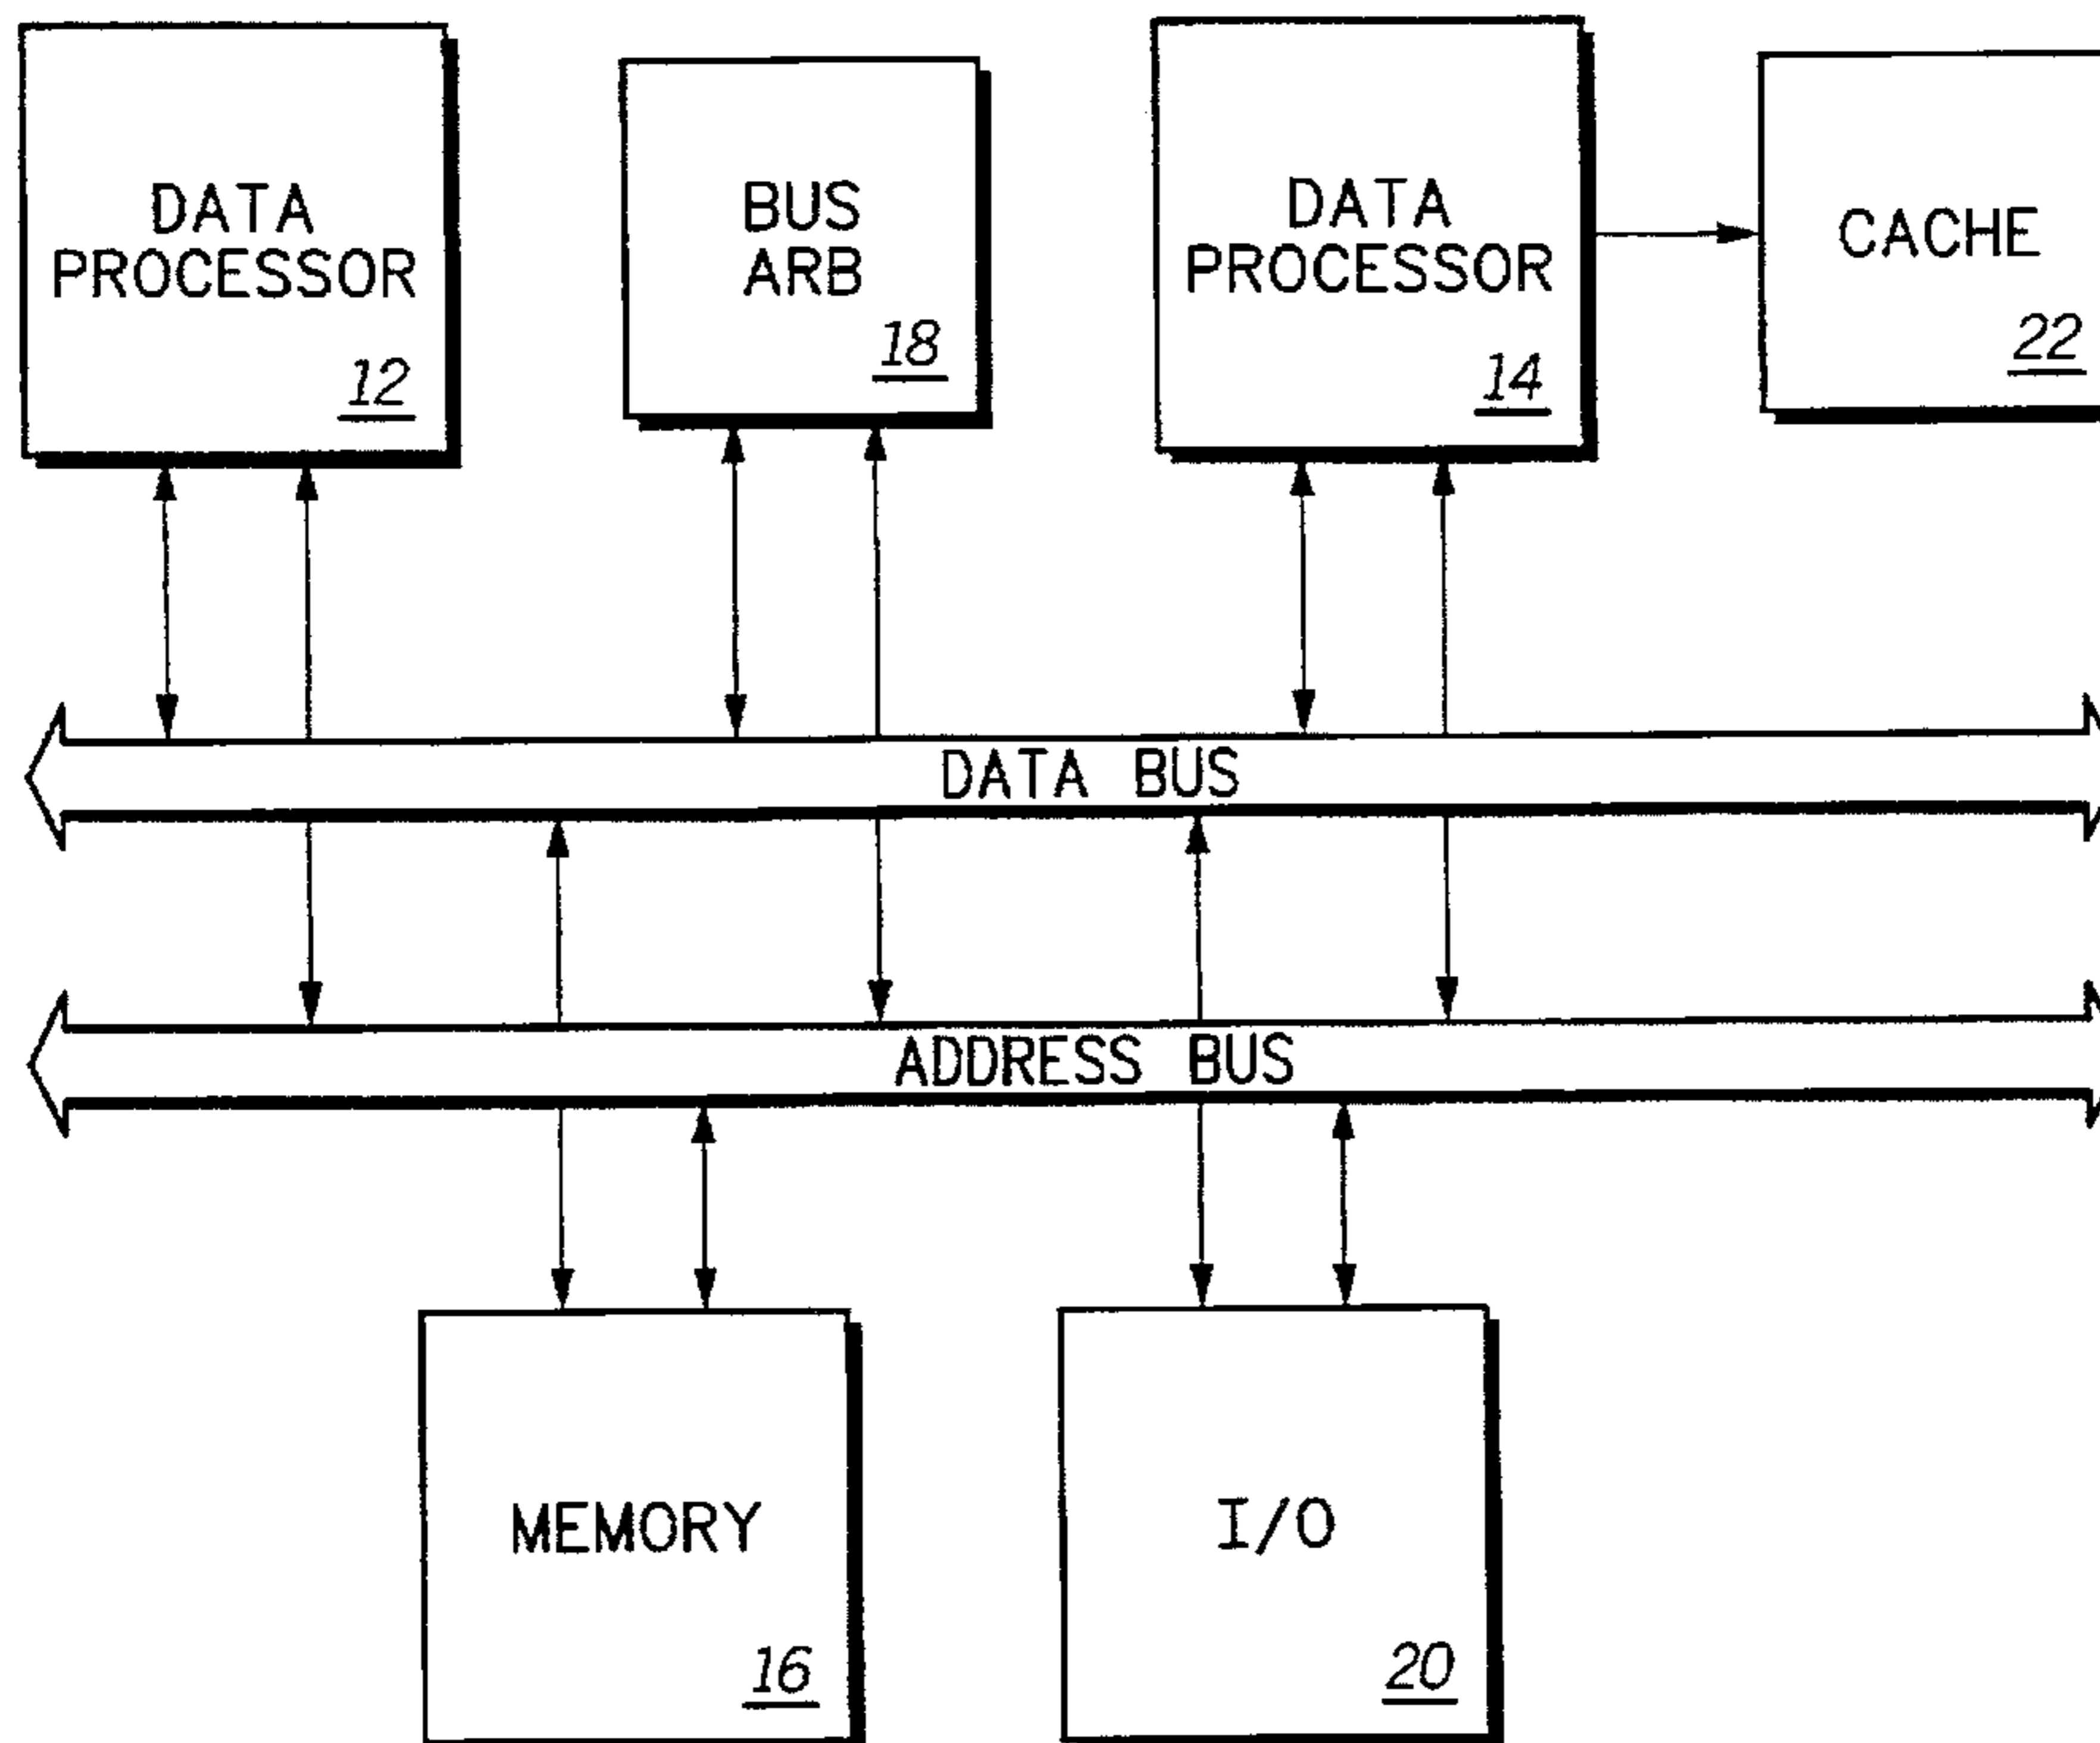 DATA
PROCESSOR
12
BUS
ARB
18
DATA
PROCESSOR
14
CACHE
22
DATA BUS
ADDRESS BUS
MEMORY
16
I/O
20